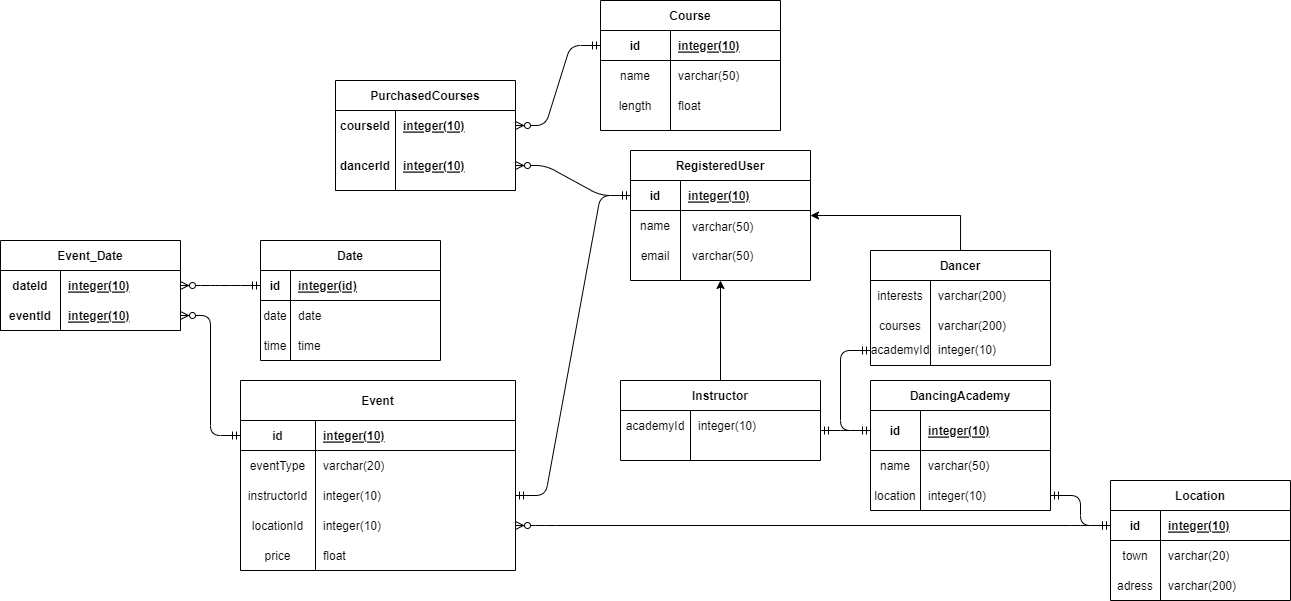 Course
id integer(10)
name varchar(50)
length float
PurchasedCourses
courseId integer(10)
dancerId integer(10)
RegisteredUser
id integer(10)
name varchar(50)
email varchar(50)
Event_Date
dateId integer(10)
eventId integer(10)
Date
id integer(id)
date date
time time
Dancer
interests varchar(200)
courses varchar(200)
academyId integer(10)
Event
id integer(10)
eventType varchar(20)
instructorId integer(10)
locationId integer(10)
price float
Instructor
academyId integer(10)
DancingAcademy
id integer(10)
name varchar(50)
location integer(10)
Location
id integer(10)
town varchar(20)
adress varchar(200)